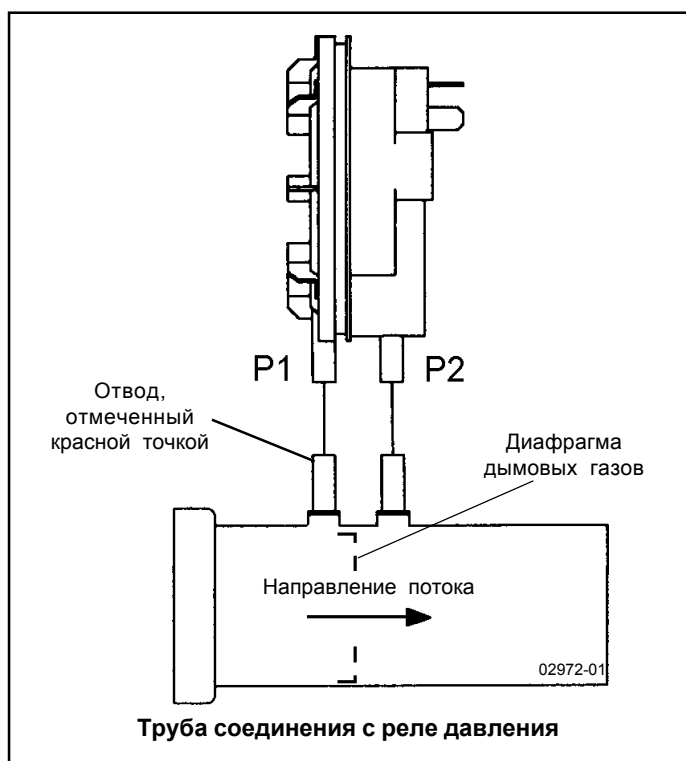 P1
P2
Отвод,
отмеченный
красной точкой
Диафрагма
дымовых газов
Направление потока
02972-01
Труба соединения с реле давления